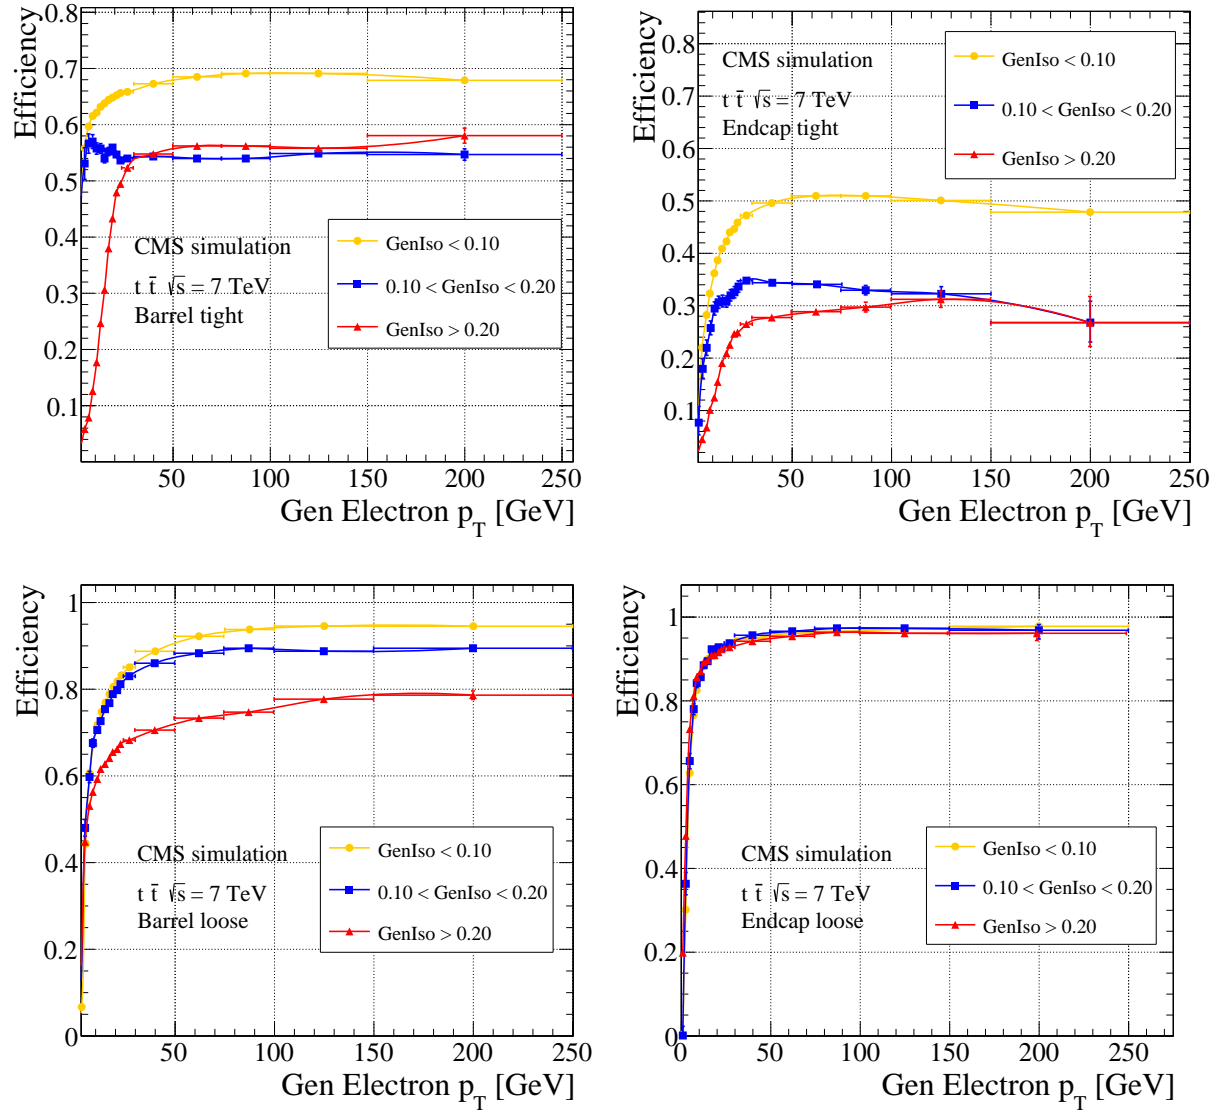 Efficiency
0.8
0.7
0.6
0.5
0.4
0.3
0.2
0.1
CMS simulation
t t̄ √s = 7 TeV
Barrel tight
GenIso < 0.10
0.10 < GenIso < 0.20
GenIso > 0.20
50 100 150 200 250
Gen Electron p_T [GeV]
Efficiency
0.8
0.7
0.6
0.5
0.4
0.3
0.2
0.1
CMS simulation
t t̄ √s = 7 TeV
Endcap tight
GenIso < 0.10
0.10 < GenIso < 0.20
GenIso > 0.20
50 100 150 200 250
Gen Electron p_T [GeV]
Efficiency
1
0.8
0.6
0.4
0.2
0
CMS simulation
t t̄ √s = 7 TeV
Barrel loose
GenIso < 0.10
0.10 < GenIso < 0.20
GenIso > 0.20
50 100 150 200 250
Gen Electron p_T [GeV]
Efficiency
1
0.8
0.6
0.4
0.2
0
CMS simulation
t t̄ √s = 7 TeV
Endcap loose
GenIso < 0.10
0.10 < GenIso < 0.20
GenIso > 0.20
0 50 100 150 200 250
Gen Electron p_T [GeV]